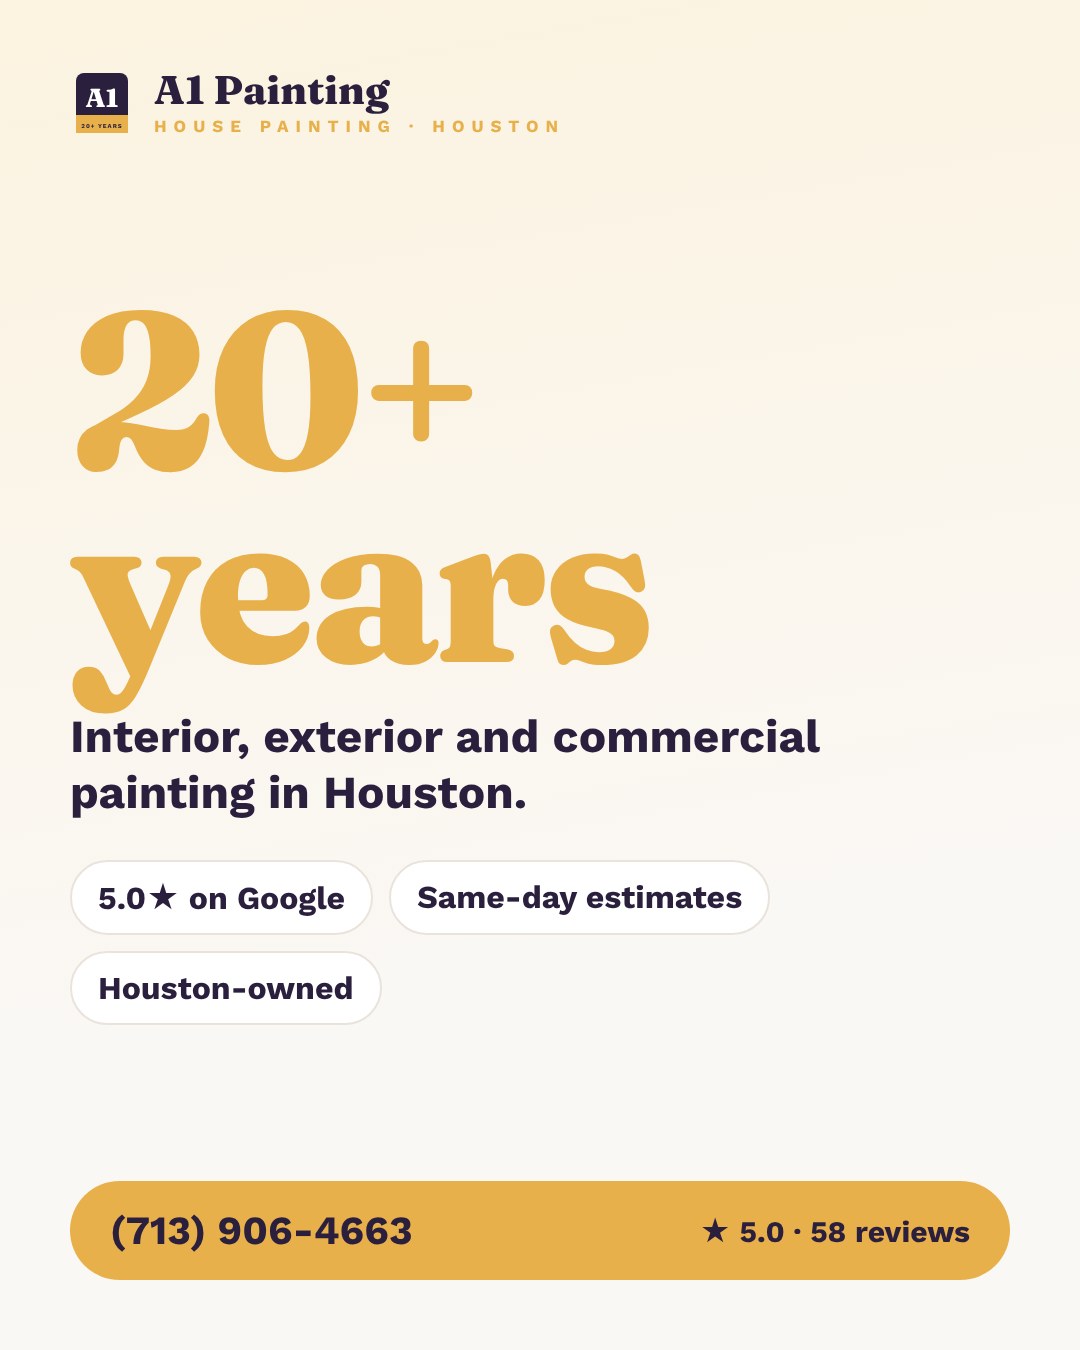 A1
20+ YEARS
A1 Painting
HOUSE PAINTING · HOUSTON
20+
years
Interior, exterior and commercial
painting in Houston.
5.0★ on Google
Same-day estimates
Houston-owned
(713) 906-4663
★ 5.0 · 58 reviews